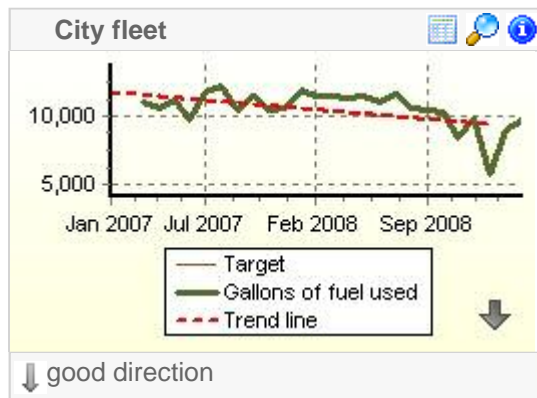 City fleet
10,000
5,000
Jan 2007 Jul 2007 Feb 2008 Sep 2008
Target
Gallons of fuel used
Trend line
good direction